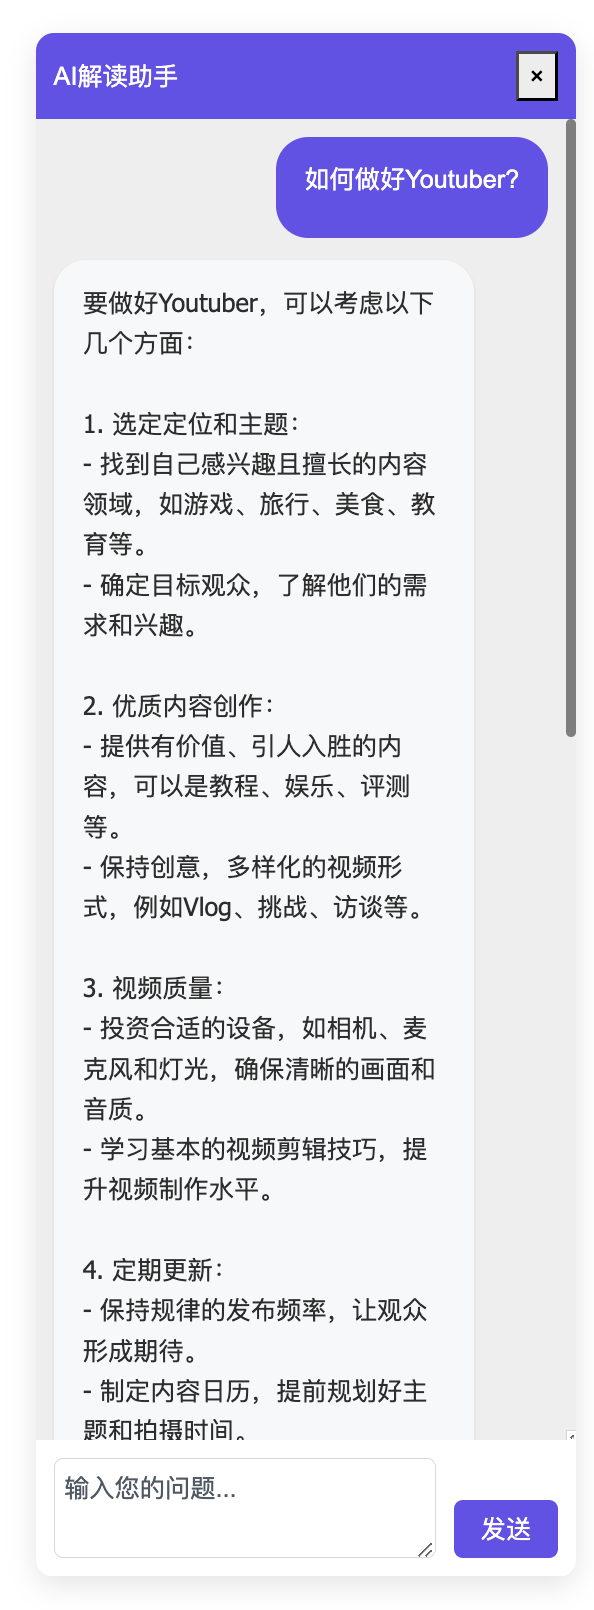 AI解读助手
×
如何做好Youtuber?
要做好Youtuber，可以考虑以下
几个方面：
1. 选定定位和主题：
- 找到自己感兴趣且擅长的内容
领域，如游戏、旅行、美食、教
育等。
- 确定目标观众，了解他们的需
求和兴趣。
2. 优质内容创作：
- 提供有价值、引人入胜的内
容，可以是教程、娱乐、评测
等。
- 保持创意，多样化的视频形
式，例如Vlog、挑战、访谈等。
3. 视频质量：
- 投资合适的设备，如相机、麦
克风和灯光，确保清晰的画面和
音质。
- 学习基本的视频剪辑技巧，提
升视频制作水平。
4. 定期更新：
- 保持规律的发布频率，让观众
形成期待。
- 制定内容日历，提前规划好主
题和拍摄时间。
输入您的问题...
发送